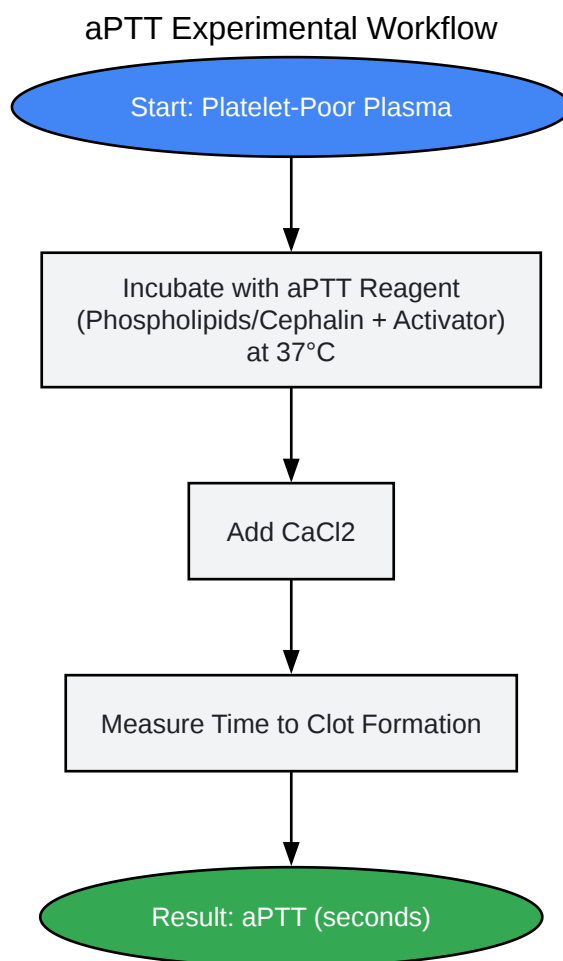 aPTT Experimental Workflow
Start: Platelet-Poor Plasma
Incubate with aPTT Reagent
(Phospholipids/Cephalin + Activator)
at 37°C
Add CaCl2
Measure Time to Clot Formation
Result: aPTT (seconds)